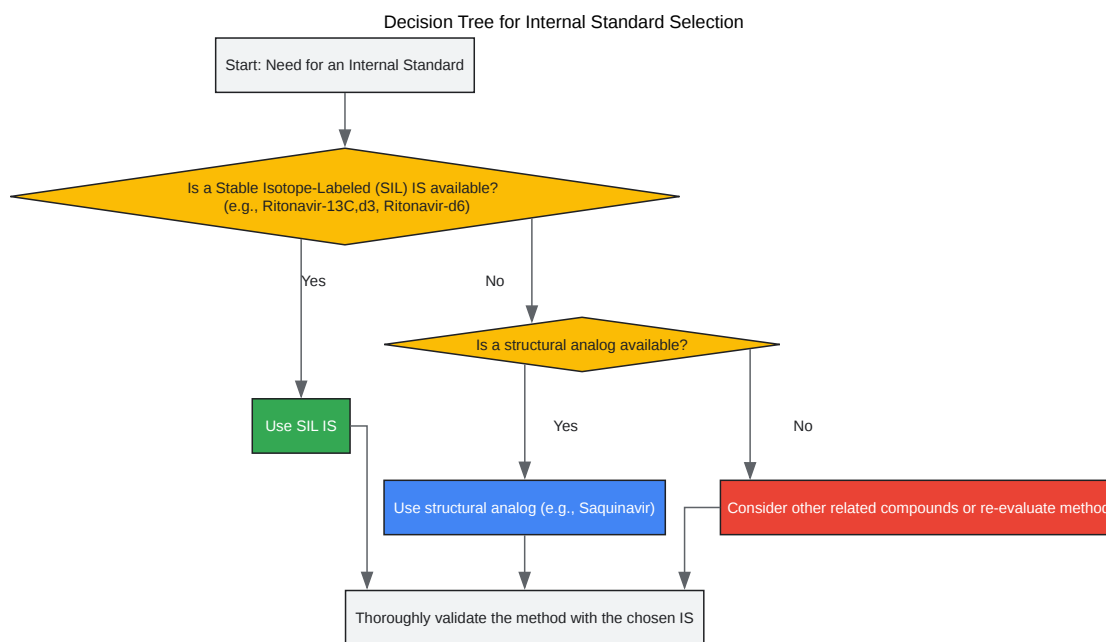 Decision Tree for Internal Standard Selection
Start: Need for an Internal Standard
Is a Stable Isotope-Labeled (SIL) IS available?
(e.g., Ritonavir-13C,d3, Ritonavir-d6)
Yes
No
Is a structural analog available?
Use SIL IS
Yes
No
Use structural analog (e.g., Saquinavir)
Consider other related compounds or re-evaluate method
Thoroughly validate the method with the chosen IS